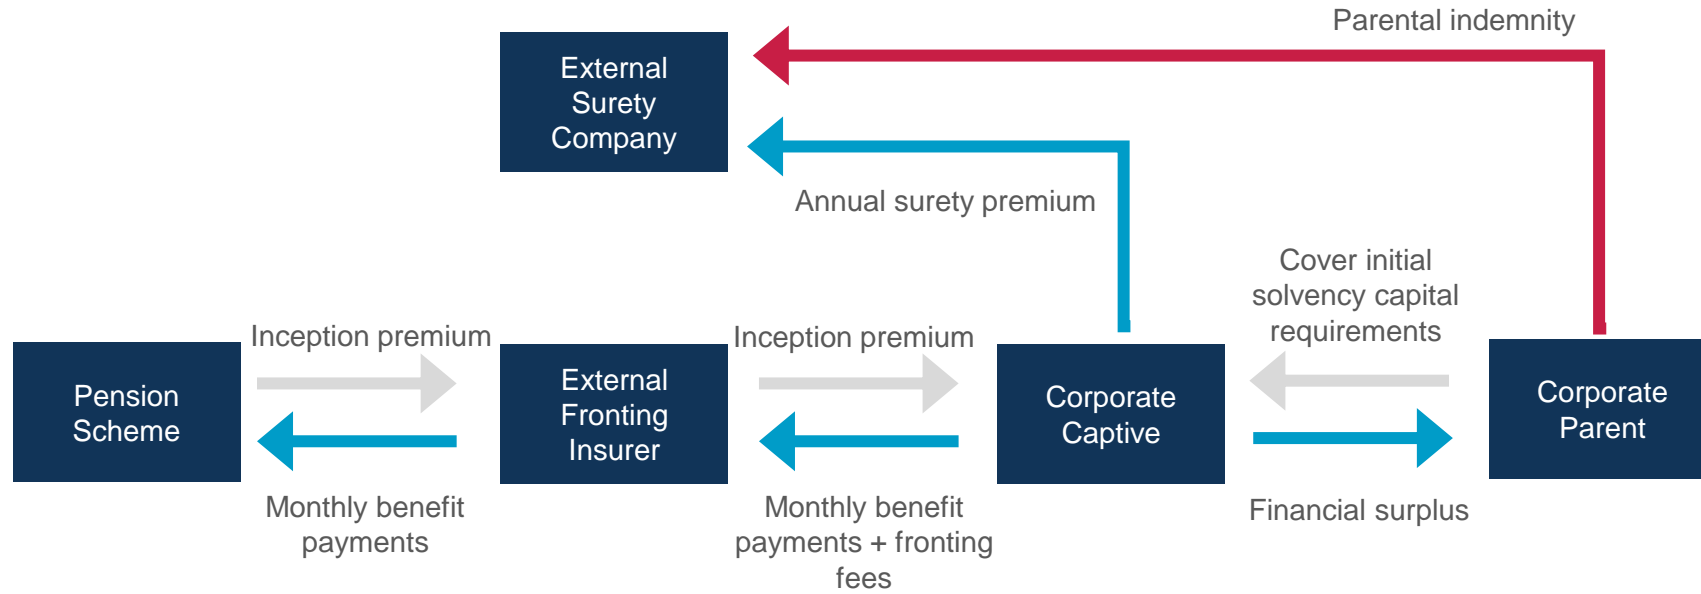 Parental indemnity
External
Surety
Company
Annual surety premium
Cover initial
solvency capital
requirements
Inception premium
Inception premium
Pension
Scheme
External
Fronting
Insurer
Corporate
Captive
Corporate
Parent
Monthly benefit
payments
Monthly benefit
payments + fronting
fees
Financial surplus